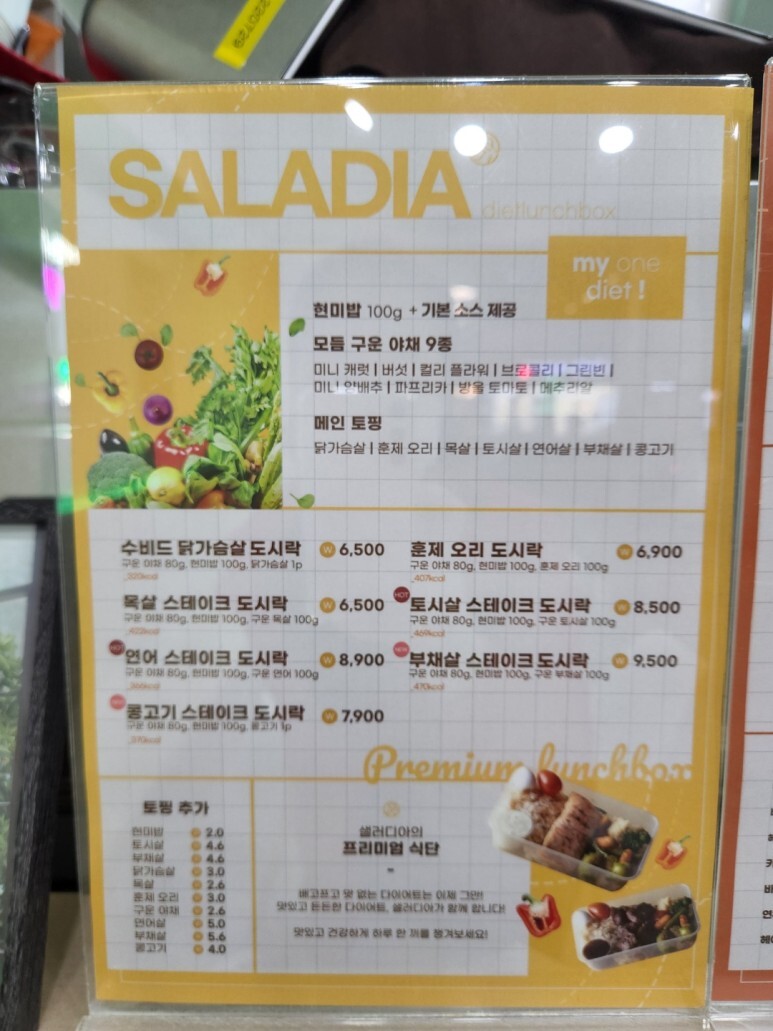 SALADIA
dietlunchbox
my one
diet !
현미밥 100g + 기본 소스 제공
모듬 구운 야채 9종
미니 캐럿 | 버섯 | 컬리 플라워 | 브로콜리 | 그린빈 |
미니 양배추 | 파프리카 | 방울 토마토 | 메추리알
메인 토핑
닭가슴살 | 훈제 오리 | 목살 | 토시살 | 연어살 | 부채살 | 콩고기
수비드 닭가슴살 도시락 W 6,500
구운 야채 80g, 현미밥 100g, 닭가슴살 1p
훈제 오리 도시락 W 6,900
구운 야채 80g, 현미밥 100g, 훈제 오리 100g
_407kcal
목살 스테이크 도시락 W 6,500
구운 야채 80g, 현미밥 100g, 구운 목살 100g
_422kcal
HOT
토시살 스테이크 도시락 W 8,500
구운 야채 80g, 현미밥 100g, 구운 토시살 100g
_469kcal
HOT
연어 스테이크 도시락 W 8,900
구운 야채 80g, 현미밥 100g, 구운 연어 100g
_366kcal
NEW
부채살 스테이크 도시락 W 9,500
구운 야채 80g, 현미밥 100g, 구운 부채살 100g
_470kcal
NEW
콩고기 스테이크 도시락 W 7,900
구운 야채 80g, 현미밥 100g, 콩고기 1p
_370kcal
Premium lunchbox
토핑 추가
현미밥 2.0
토시살 4.6
부채살 4.6
닭가슴살 3.0
목살 2.6
훈제 오리 3.0
구운 야채 2.6
연어살 5.0
부채살 5.6
콩고기 4.0
샐러디아의
프리미엄 식단
~
배고프고 맛 없는 다이어트는 이제 그만!
맛있고 든든한 다이어트, 샐러디아가 함께 합니다!
맛있고 건강하게 하루 한 끼를 챙겨보세요!